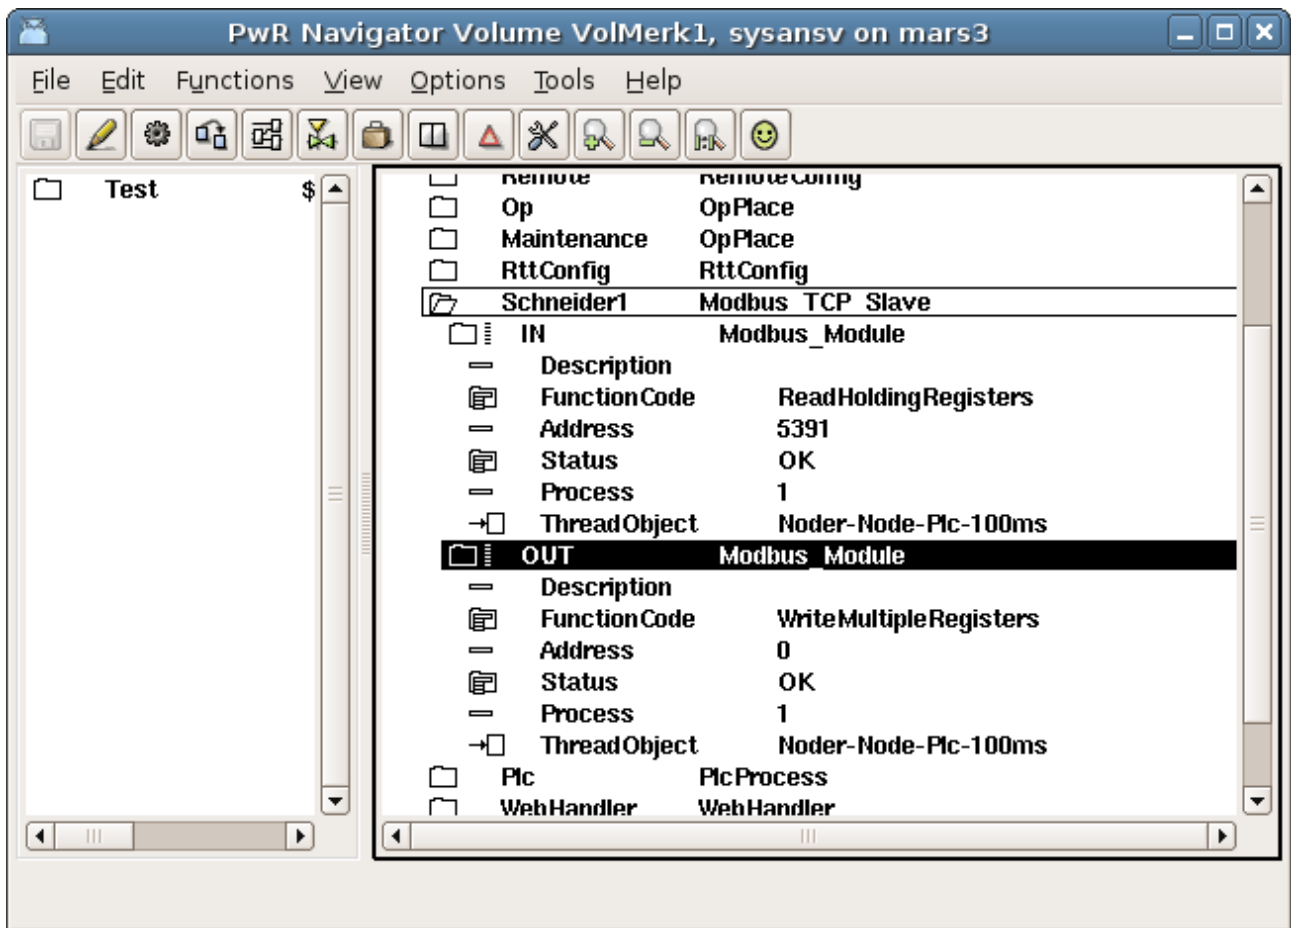 PwR Navigator Volume VolMerk1, sysansv on mars3
File Edit Functions View Options Tools Help
Test $
Remote RemoteConfig
Op OpPlace
Maintenance OpPlace
RttConfig RttConfig
Schneider1 Modbus_TCP_Slave
IN Modbus_Module
Description
FunctionCode ReadHoldingRegisters
Address 5391
Status OK
Process 1
ThreadObject Noder-Node-Plc-100ms
OUT Modbus_Module
Description
FunctionCode WriteMultipleRegisters
Address 0
Status OK
Process 1
ThreadObject Noder-Node-Plc-100ms
Plc PlcProcess
WebHandler WebHandler